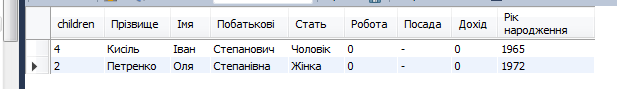 children Прізвище Імя Побатькові Стать Робота Посада Дохід Рік народження
4 Кисіль Іван Степанович Чоловік 0 - 0 1965
2 Петренко Оля Степанівна Жінка 0 - 0 1972